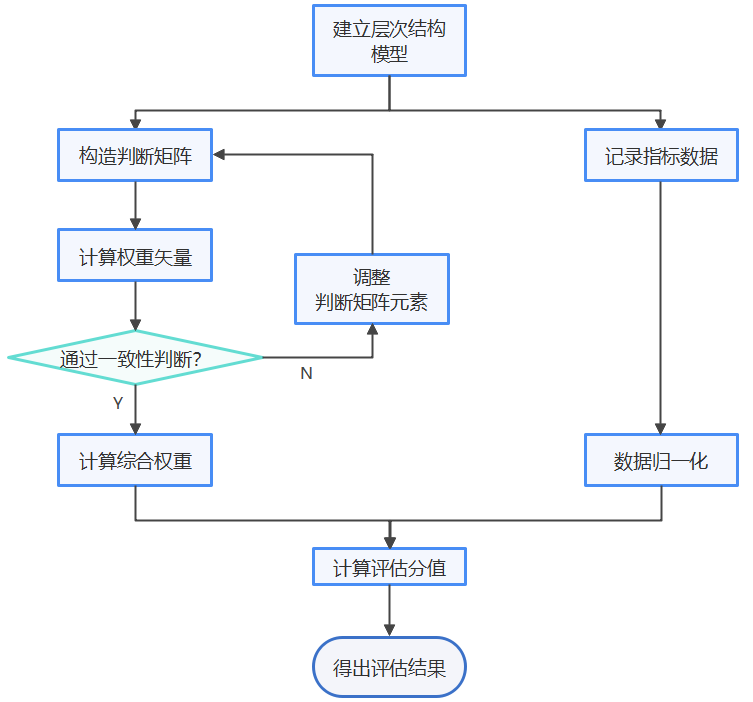 建立层次结构
模型
构造判断矩阵
记录指标数据
计算权重矢量
调整
判断矩阵元素
通过一致性判断?
N
Y
计算综合权重
数据归一化
计算评估分值
得出评估结果